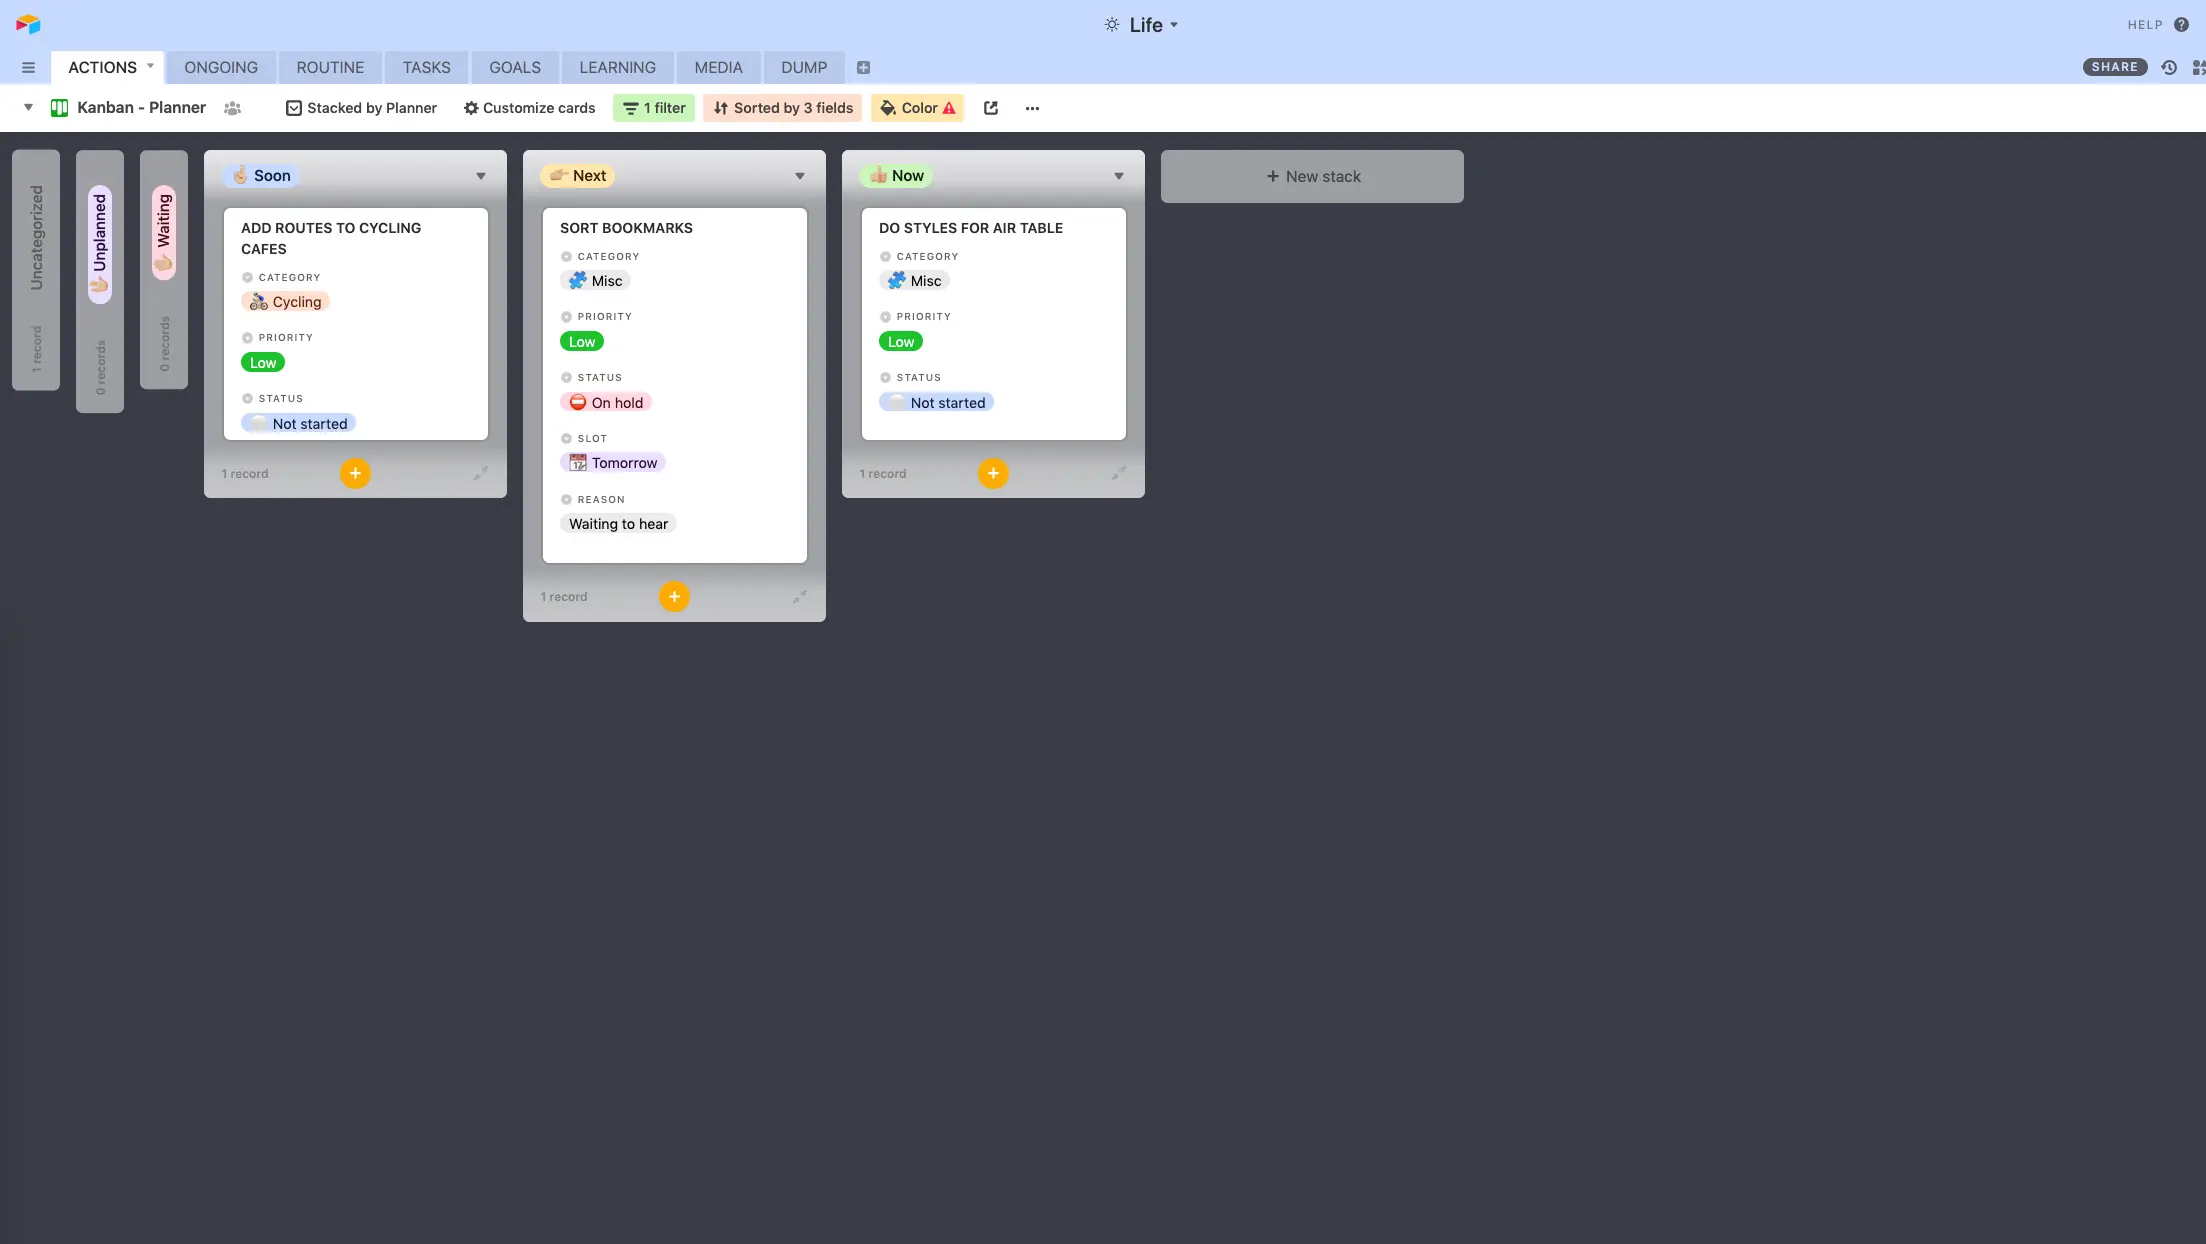 Life
HELP
ACTIONS
ONGOING
ROUTINE
TASKS
GOALS
LEARNING
MEDIA
DUMP
SHARE
Kanban - Planner
Stacked by Planner
Customize cards
1 filter
Sorted by 3 fields
Color
Uncategorized
1 record
Unplanned
0 records
Waiting
0 records
Soon
ADD ROUTES TO CYCLING
CAFES
CATEGORY
Cycling
PRIORITY
Low
STATUS
Not started
1 record
Next
SORT BOOKMARKS
CATEGORY
Misc
PRIORITY
Low
STATUS
On hold
SLOT
Tomorrow
REASON
Waiting to hear
1 record
Now
DO STYLES FOR AIR TABLE
CATEGORY
Misc
PRIORITY
Low
STATUS
Not started
1 record
+ New stack